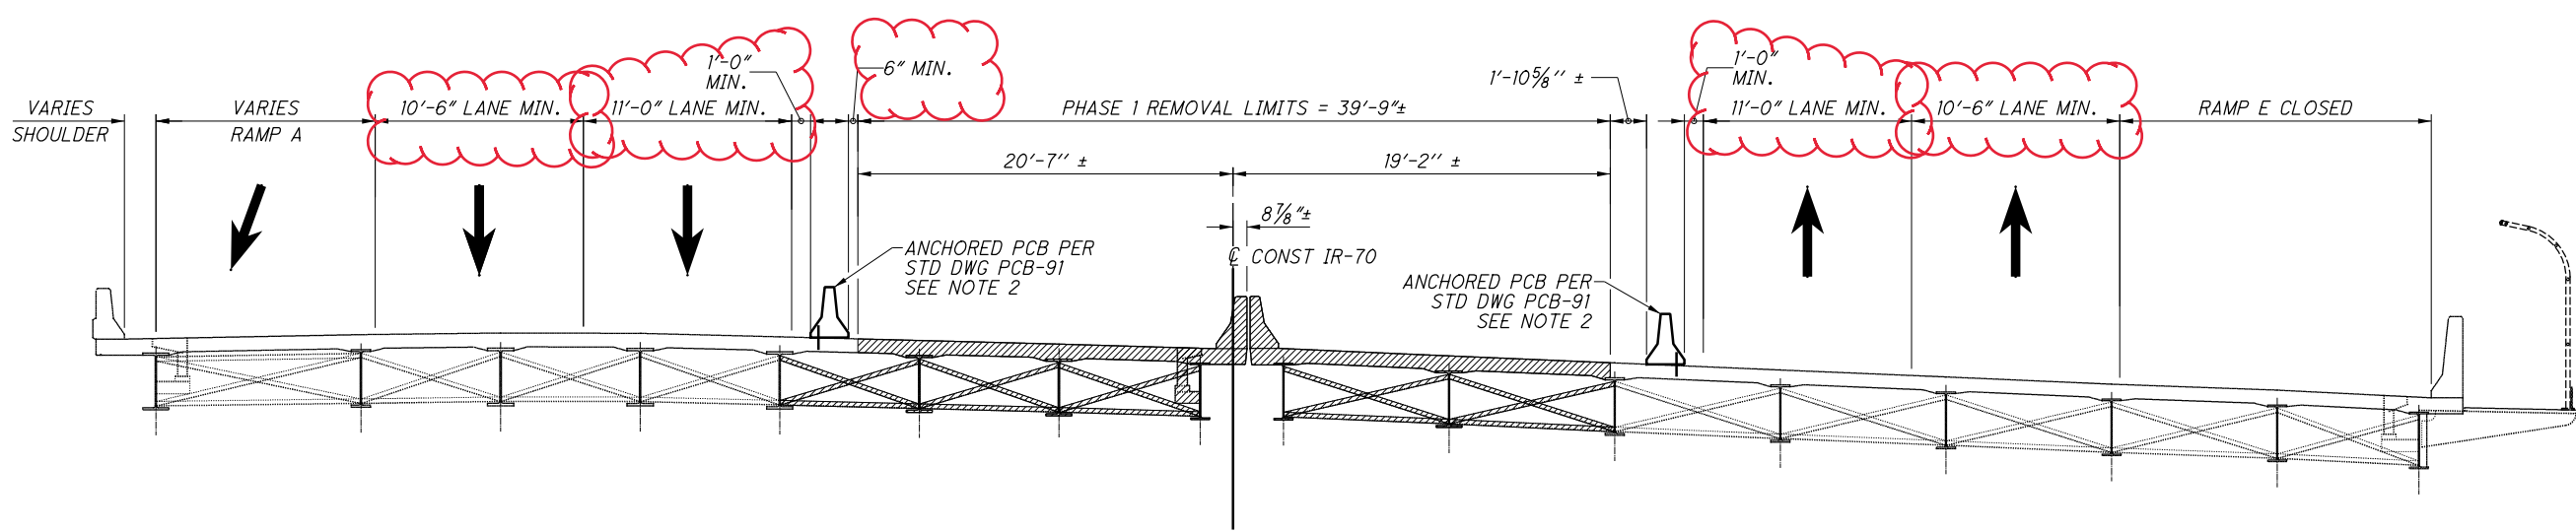 VARIES
SHOULDER
VARIES
RAMP A
10'-6" LANE MIN.
11'-0" LANE MIN.
1'-0"
MIN.
6" MIN.
PHASE 1 REMOVAL LIMITS = 39'-9"±
1'-10⅝'' ±
1'-0"
MIN.
11'-0" LANE MIN.
10'-6" LANE MIN.
RAMP E CLOSED
20'-7'' ±
19'-2'' ±
8⅞"±
℄ CONST IR-70
ANCHORED PCB PER
STD DWG PCB-91
SEE NOTE 2
ANCHORED PCB PER
STD DWG PCB-91
SEE NOTE 2